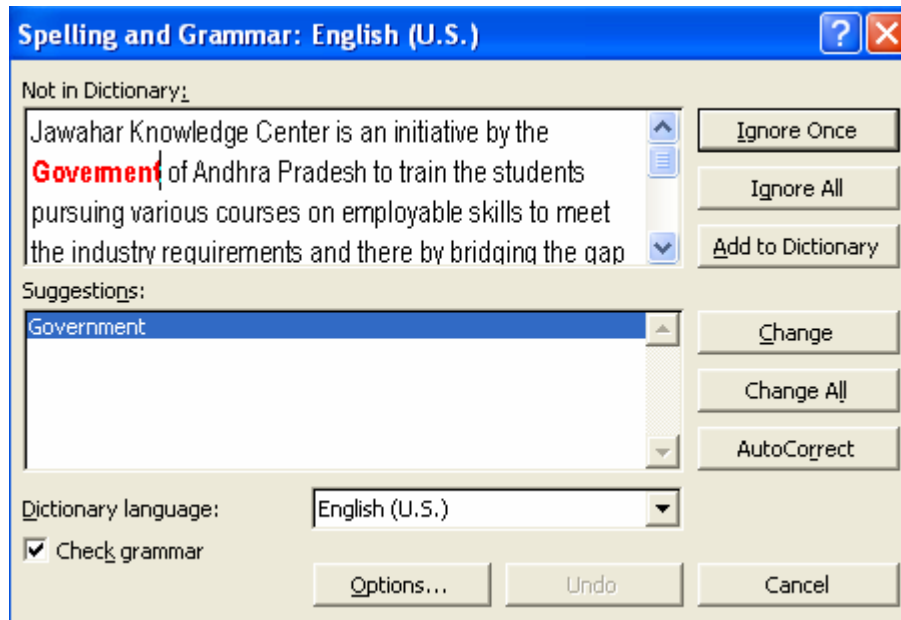 Spelling and Grammar: English (U.S.)
Not in Dictionary:
Jawahar Knowledge Center is an initiative by the
Goverment of Andhra Pradesh to train the students
pursuing various courses on employable skills to meet
the industry requirements and there by bridging the gap
Ignore Once
Ignore All
Add to Dictionary
Suggestions:
Government
Change
Change All
AutoCorrect
Dictionary language:
English (U.S.)
Check grammar
Options...
Undo
Cancel